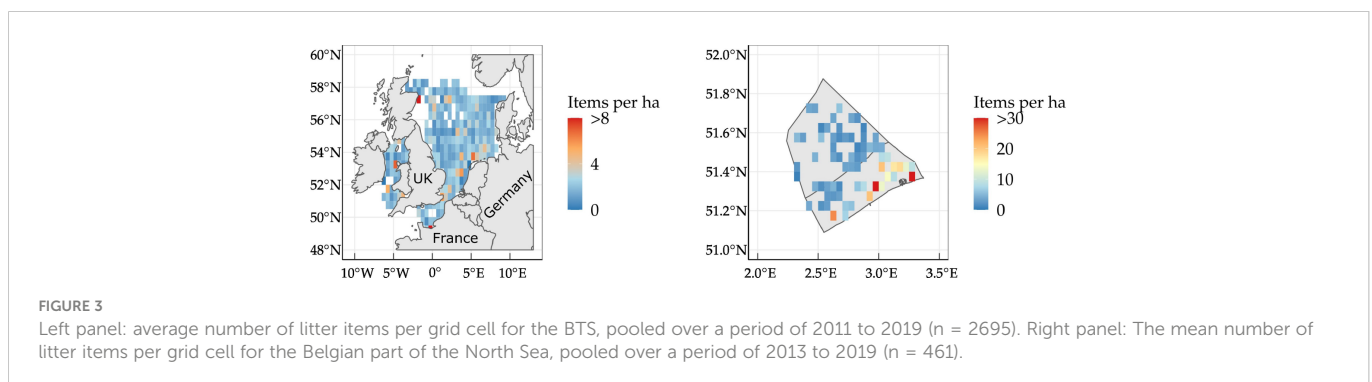 60°N
58°N
56°N
54°N
52°N
50°N
48°N
10°W 5°W 0° 5°E 10°E
UK
Germany
France
Items per ha
>8
4
0
52.0°N
51.8°N
51.6°N
51.4°N
51.2°N
51.0°N
2.0°E 2.5°E 3.0°E 3.5°E
Items per ha
>30
20
10
0
FIGURE 3
Left panel: average number of litter items per grid cell for the BTS, pooled over a period of 2011 to 2019 (n = 2695). Right panel: The mean number of
litter items per grid cell for the Belgian part of the North Sea, pooled over a period of 2013 to 2019 (n = 461).